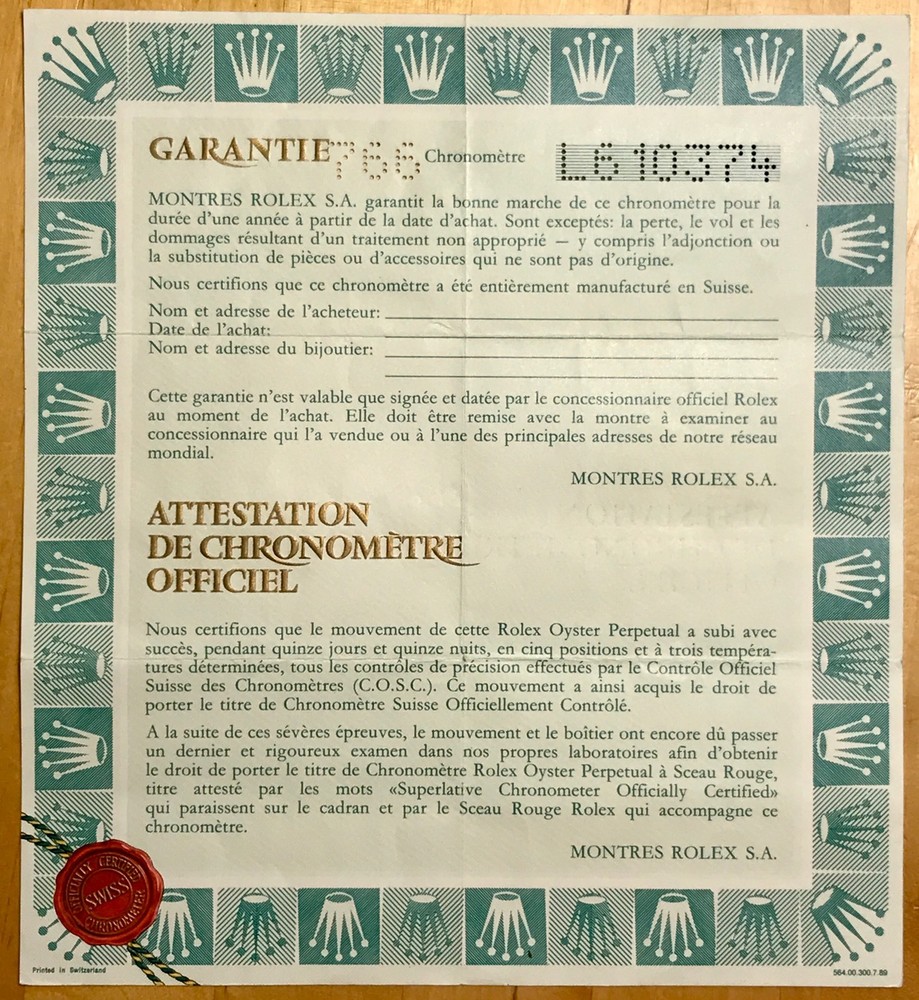 GARANTIE 766 Chronomètre L610374
MONTRES ROLEX S.A. garantit la bonne marche de ce chronomètre pour la
durée d'une année à partir de la date d'achat. Sont exceptés: la perte, le vol et les
dommages résultant d'un traitement non approprié — y compris l'adjonction ou
la substitution de pièces ou d'accessoires qui ne sont pas d'origine.
Nous certifions que ce chronomètre a été entièrement manufacturé en Suisse.
Nom et adresse de l'acheteur:
Date de l'achat:
Nom et adresse du bijoutier:
Cette garantie n'est valable que signée et datée par le concessionnaire officiel Rolex
au moment de l'achat. Elle doit être remise avec la montre à examiner au
concessionnaire qui l'a vendue ou à l'une des principales adresses de notre réseau
mondial.
MONTRES ROLEX S.A.
ATTESTATION
DE CHRONOMÈTRE
OFFICIEL
Nous certifions que le mouvement de cette Rolex Oyster Perpetual a subi avec
succès, pendant quinze jours et quinze nuits, en cinq positions et à trois tempéra-
tures déterminées, tous les contrôles de précision effectués par le Contrôle Officiel
Suisse des Chronomètres (C.O.S.C.). Ce mouvement a ainsi acquis le droit de
porter le titre de Chronomètre Suisse Officiellement Contrôlé.
A la suite de ces sévères épreuves, le mouvement et le boîtier ont encore dû passer
un dernier et rigoureux examen dans nos propres laboratoires afin d'obtenir
le droit de porter le titre de Chronomètre Rolex Oyster Perpetual à Sceau Rouge,
titre attesté par les mots «Superlative Chronometer Officially Certified»
qui paraissent sur le cadran et par le Sceau Rouge Rolex qui accompagne ce
chronomètre.
MONTRES ROLEX S.A.
OFFICIALLY CERTIFIED
SWISS
CHRONOMETER
Printed in Switzerland
564.00.300.7.89